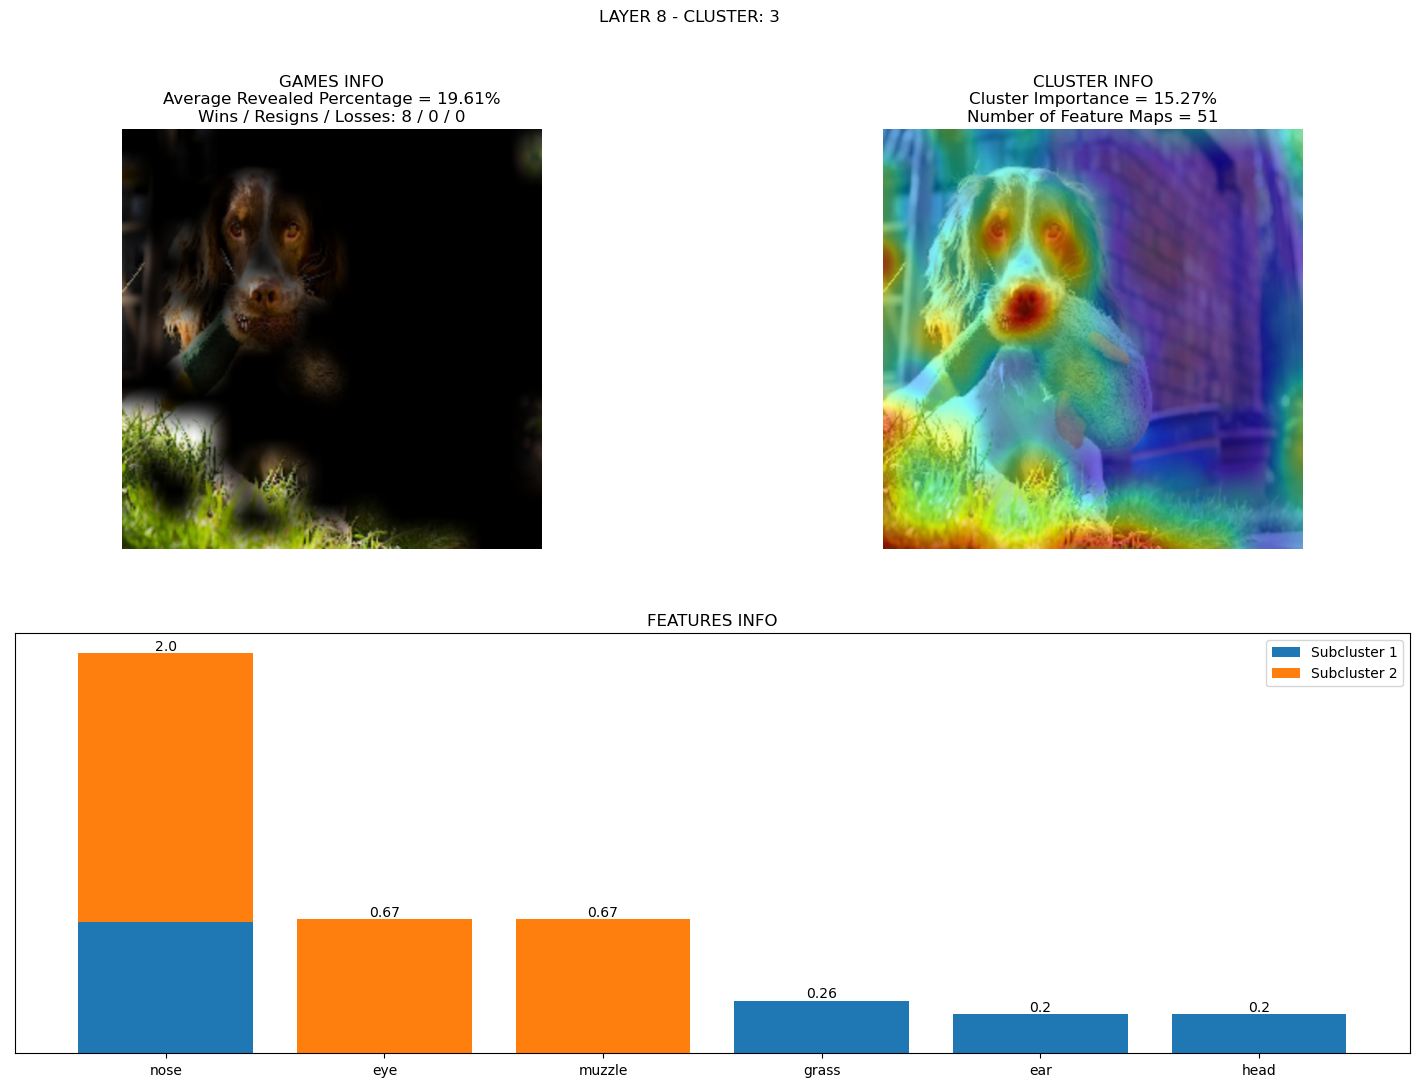 LAYER 8 - CLUSTER: 3
GAMES INFO
Average Revealed Percentage = 19.61%
Wins / Resigns / Losses: 8 / 0 / 0
CLUSTER INFO
Cluster Importance = 15.27%
Number of Feature Maps = 51
FEATURES INFO
Subcluster 1
Subcluster 2
2.0
0.67
0.67
0.26
0.2
0.2
nose
eye
muzzle
grass
ear
head